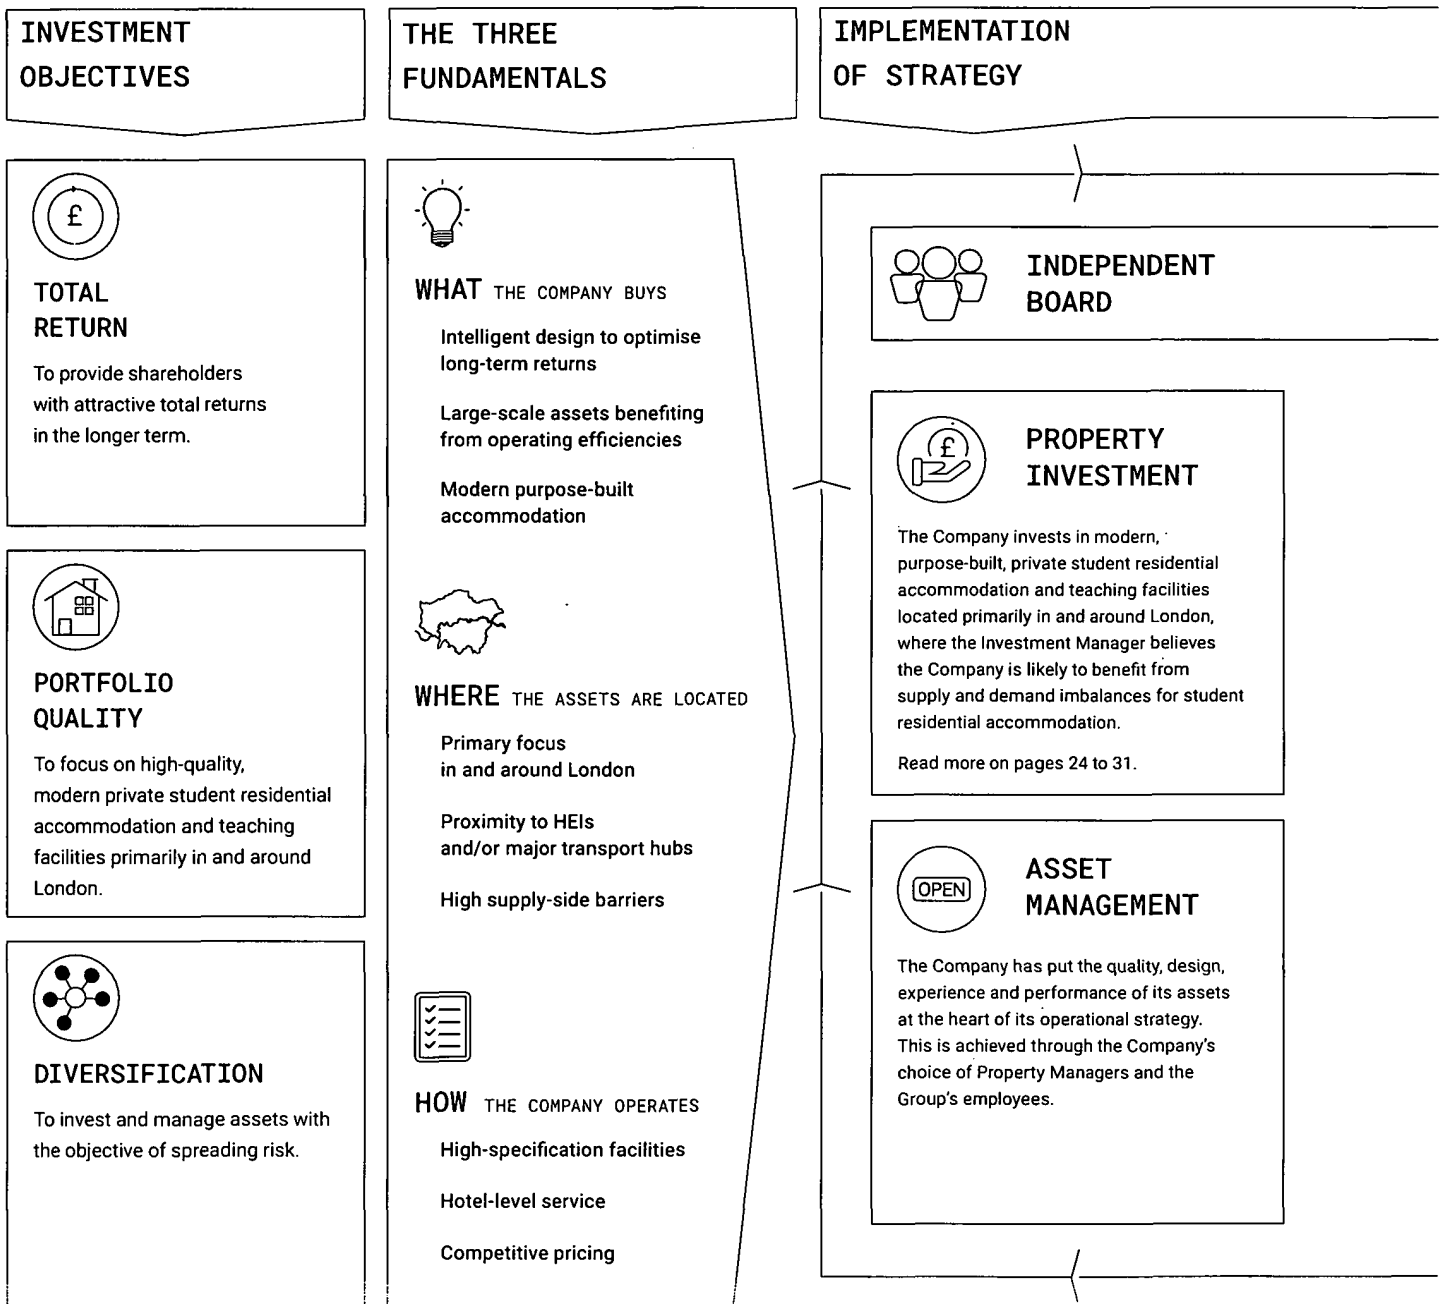 INVESTMENT
OBJECTIVES
THE THREE
FUNDAMENTALS
IMPLEMENTATION
OF STRATEGY
£
TOTAL
RETURN
To provide shareholders
with attractive total returns
in the longer term.
PORTFOLIO
QUALITY
To focus on high-quality,
modern private student residential
accommodation and teaching
facilities primarily in and around
London.
DIVERSIFICATION
To invest and manage assets with
the objective of spreading risk.
WHAT THE COMPANY BUYS
Intelligent design to optimise
long-term returns
Large-scale assets benefiting
from operating efficiencies
Modern purpose-built
accommodation
WHERE THE ASSETS ARE LOCATED
Primary focus
in and around London
Proximity to HEIs
and/or major transport hubs
High supply-side barriers
HOW THE COMPANY OPERATES
High-specification facilities
Hotel-level service
Competitive pricing
INDEPENDENT
BOARD
£
PROPERTY
INVESTMENT
The Company invests in modern,
purpose-built, private student residential
accommodation and teaching facilities
located primarily in and around London,
where the Investment Manager believes
the Company is likely to benefit from
supply and demand imbalances for student
residential accommodation.
Read more on pages 24 to 31.
OPEN
ASSET
MANAGEMENT
The Company has put the quality, design,
experience and performance of its assets
at the heart of its operational strategy.
This is achieved through the Company's
choice of Property Managers and the
Group's employees.